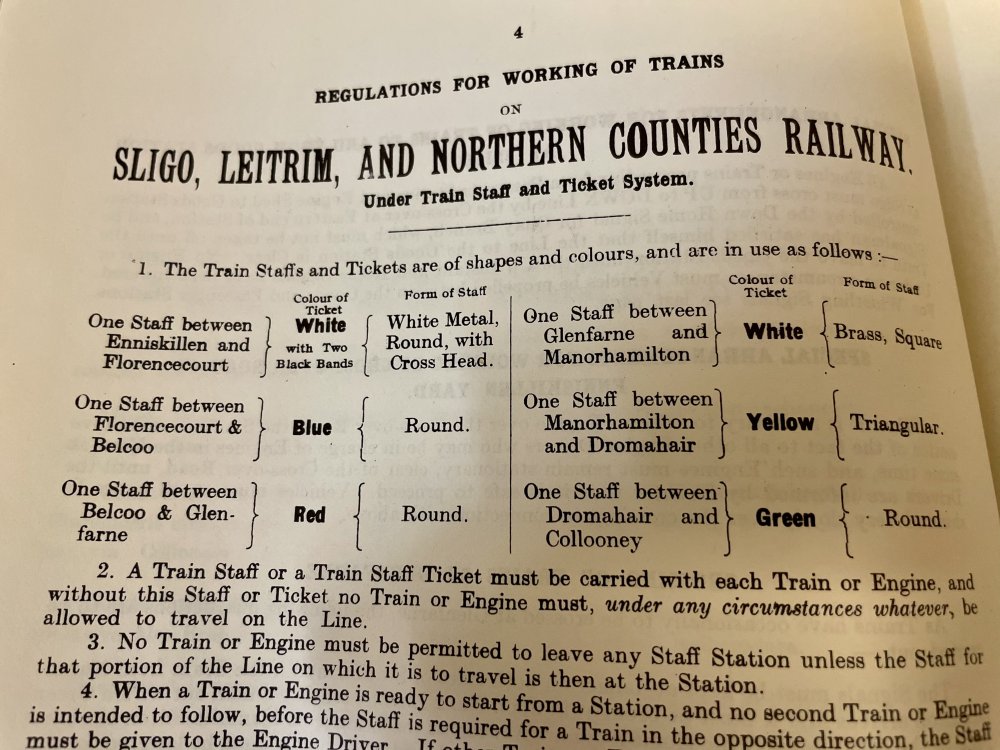 4
REGULATIONS FOR WORKING OF TRAINS
ON
SLIGO, LEITRIM, AND NORTHERN COUNTIES RAILWAY.
Under Train Staff and Ticket System.
1. The Train Staffs and Tickets are of shapes and colours, and are in use as follows :—
Colour of
Ticket
Form of Staff
One Staff between
Enniskillen and
Florencecourt
White
with Two
Black Bands
White Metal,
Round, with
Cross Head.
One Staff between
Florencecourt &
Belcoo
Blue
Round.
One Staff between
Belcoo & Glen-
farne
Red
Round.
Colour of
Ticket
Form of Staff
One Staff between
Glenfarne and
Manorhamilton
White
Brass, Square
One Staff between
Manorhamilton
and Dromahair
Yellow
Triangular.
One Staff between
Dromahair and
Collooney
Green
Round.
2. A Train Staff or a Train Staff Ticket must be carried with each Train or Engine, and
without this Staff or Ticket no Train or Engine must, under any circumstances whatever, be
allowed to travel on the Line.
3. No Train or Engine must be permitted to leave any Staff Station unless the Staff for
that portion of the Line on which it is to travel is then at the Station.
4. When a Train or Engine is ready to start from a Station, and no second Train or Engine
is intended to follow, before the Staff is required for a Train in the opposite direction, the Staff
must be given to the Engine Driver. If